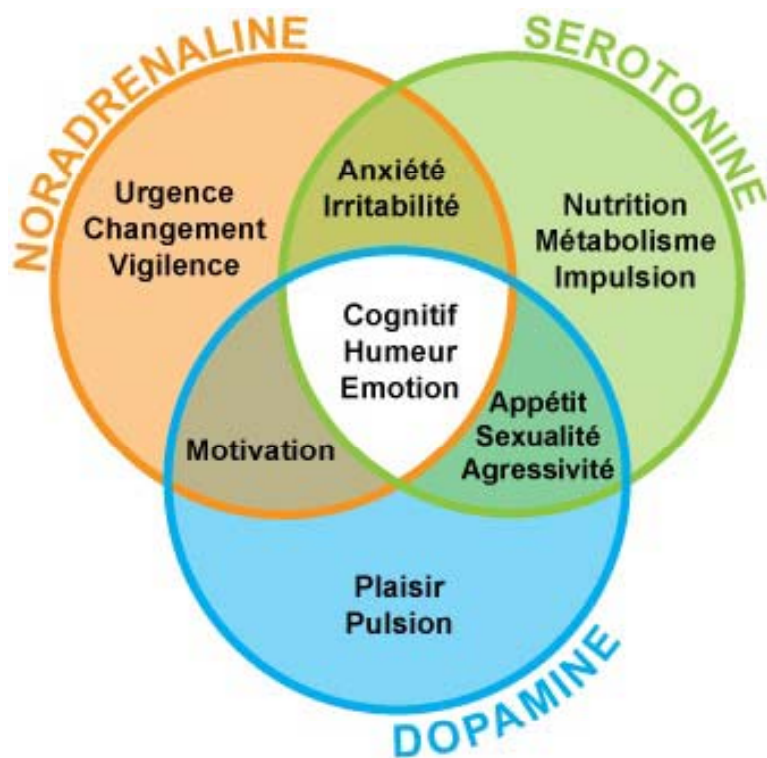 NORADRENALINE
SEROTONINE
Urgence
Changement
Vigilence
Anxiété
Irritabilité
Nutrition
Métabolisme
Impulsion
Cognitif
Humeur
Emotion
Motivation
Appétit
Sexualité
Agressivité
Plaisir
Pulsion
DOPAMINE